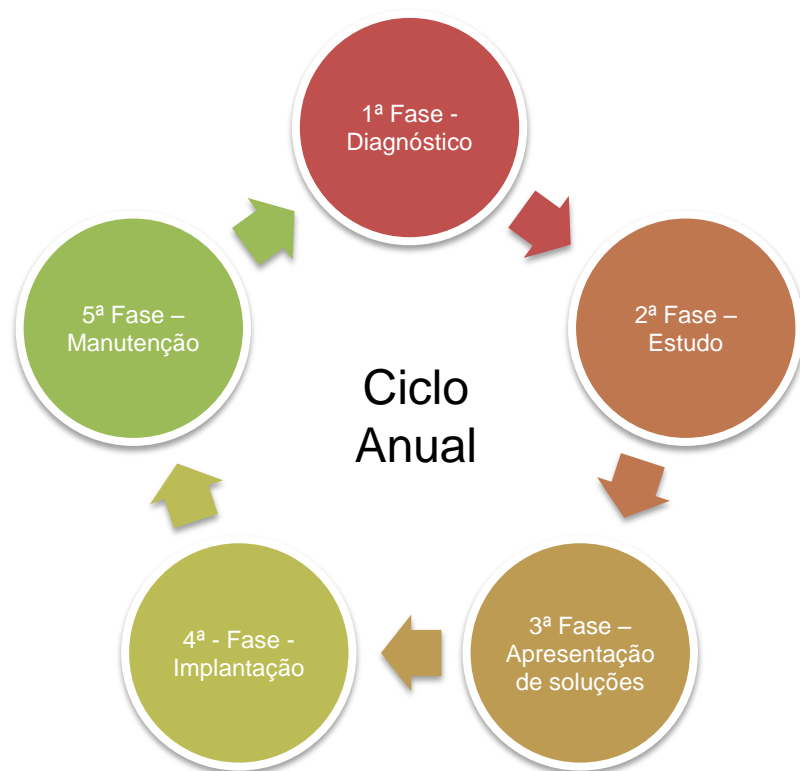 1ª Fase -
Diagnóstico
2ª Fase –
Estudo
3ª Fase –
Apresentação
de soluções
4ª - Fase -
Implantação
5ª Fase –
Manutenção
Ciclo
Anual